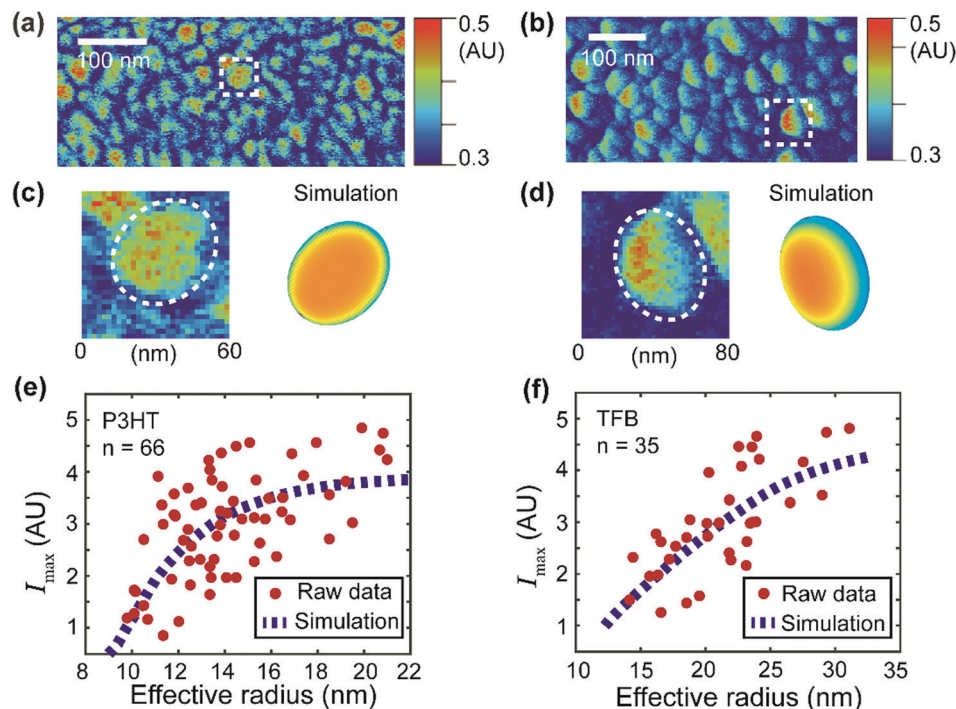 (a)
100 nm
0.5
(AU)
0.3
(b)
100 nm
0.5
(AU)
0.3
(c)
Simulation
0
(nm)
60
(d)
Simulation
0
(nm)
80
(e)
P3HT
n = 66
I max (AU)
5
4
3
2
1
Raw data
Simulation
8 10 12 14 16 18 20 22
Effective radius (nm)
(f)
TFB
n = 35
I max (AU)
5
4
3
2
1
Raw data
Simulation
10 15 20 25 30 35
Effective radius (nm)